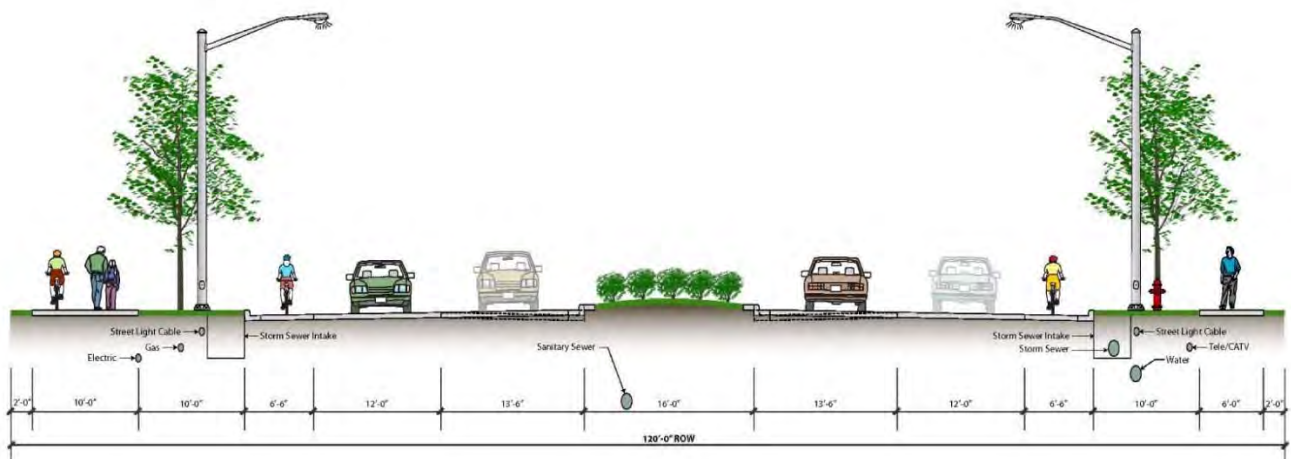 Street Light Cable
Storm Sewer Intake
Gas
Electric
Sanitary Sewer
Storm Sewer Intake
Street Light Cable
Storm Sewer
Tele/CATV
Water
2'-0" 10'-0" 10'-0" 6'-6" 12'-0" 13'-6" 16'-0" 13'-6" 12'-0" 6'-6" 10'-0" 6'-0" 2'-0"
120'-0" ROW